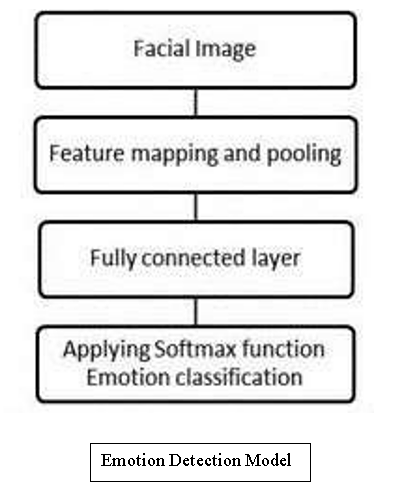 Facial Image
Feature mapping and pooling
Fully connected layer
Applying Softmax function
Emotion classification
Emotion Detection Model